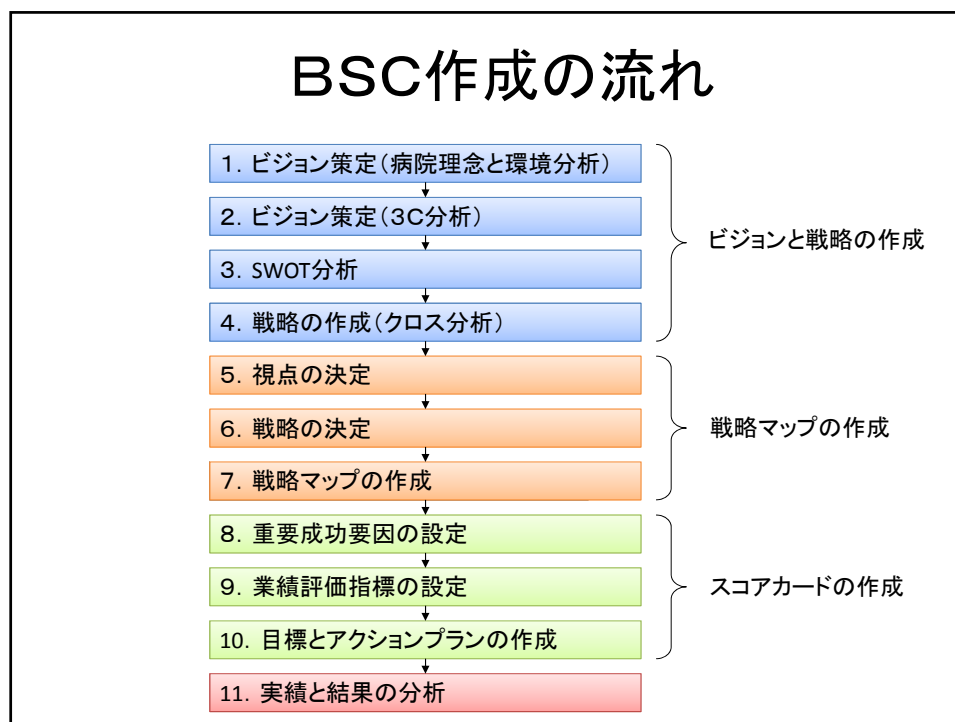 ＢＳＣ作成の流れ
１．ビジョン策定（病院理念と環境分析）
２．ビジョン策定（３Ｃ分析）
３．SWOT分析
４．戦略の作成（クロス分析）
ビジョンと戦略の作成
５．視点の決定
６．戦略の決定
７．戦略マップの作成
戦略マップの作成
８．重要成功要因の設定
９．業績評価指標の設定
10．目標とアクションプランの作成
スコアカードの作成
11．実績と結果の分析